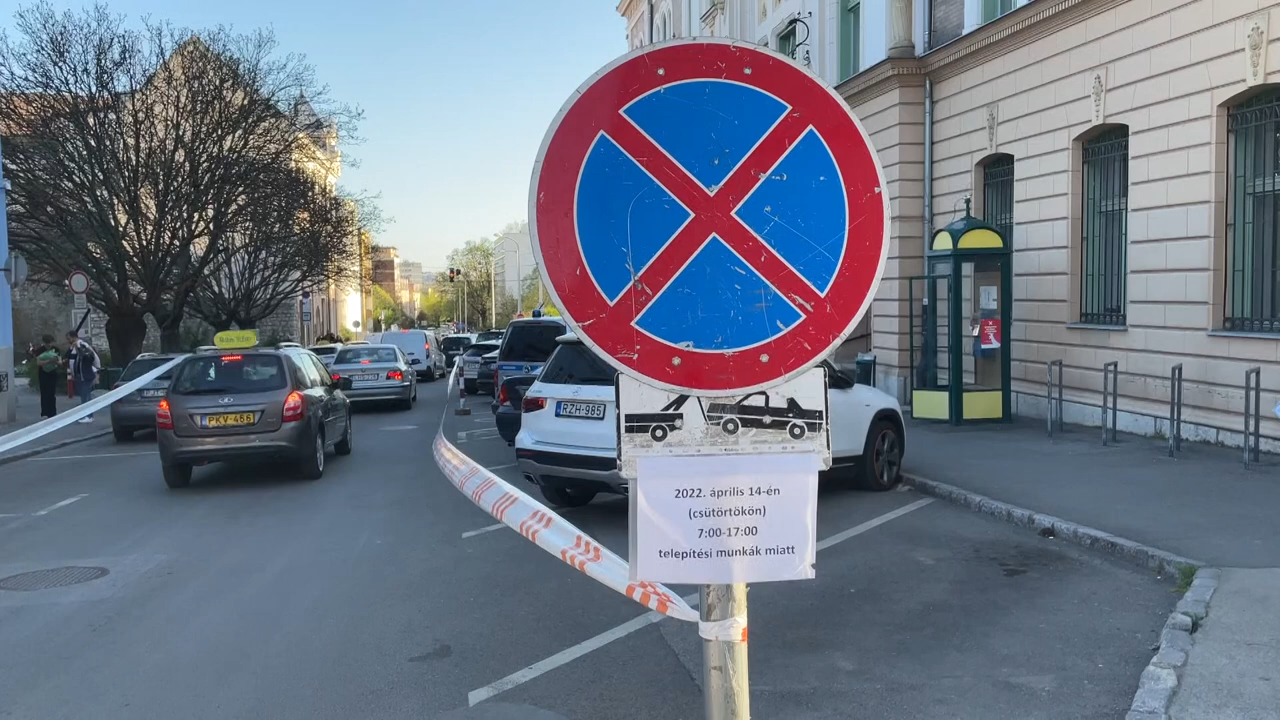 PKV-466
RZH-985
2022. április 14-én
(csütörtökön)
7:00-17:00
telepítési munkák miatt